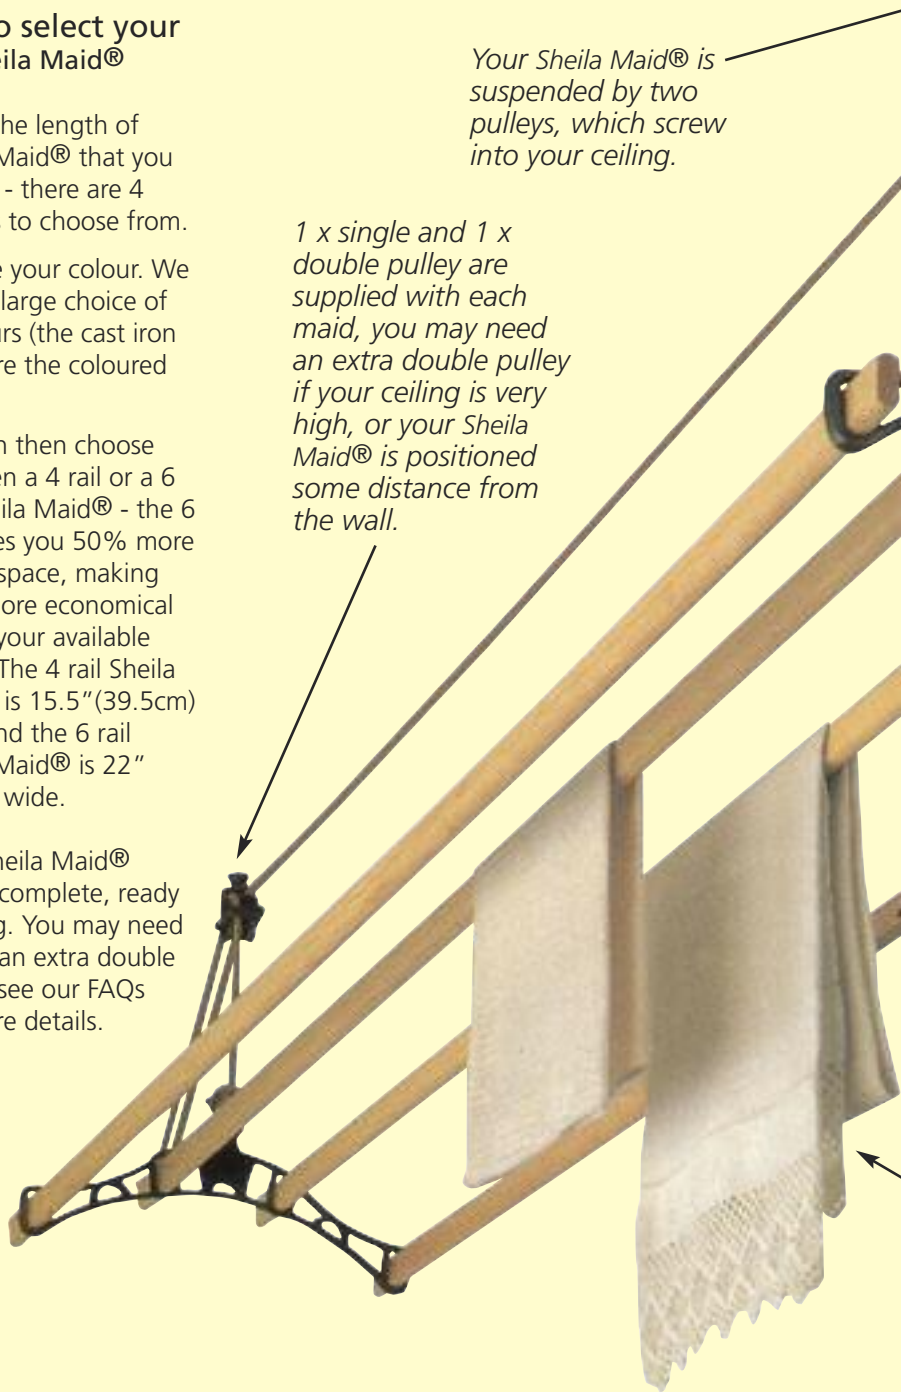 o select your
eila Maid®
he length of
Maid® that you
- there are 4
s to choose from.
e your colour. We
large choice of
urs (the cast iron
re the coloured
n then choose
en a 4 rail or a 6
eila Maid® - the 6
es you 50% more
space, making
ore economical
your available
The 4 rail Sheila
is 15.5”(39.5cm)
nd the 6 rail
Maid® is 22”
wide.
heila Maid®
complete, ready
g. You may need
an extra double
see our FAQs
re details.
Your Sheila Maid® is
suspended by two
pulleys, which screw
into your ceiling.
1 x single and 1 x
double pulley are
supplied with each
maid, you may need
an extra double pulley
if your ceiling is very
high, or your Sheila
Maid® is positioned
some distance from
the wall.